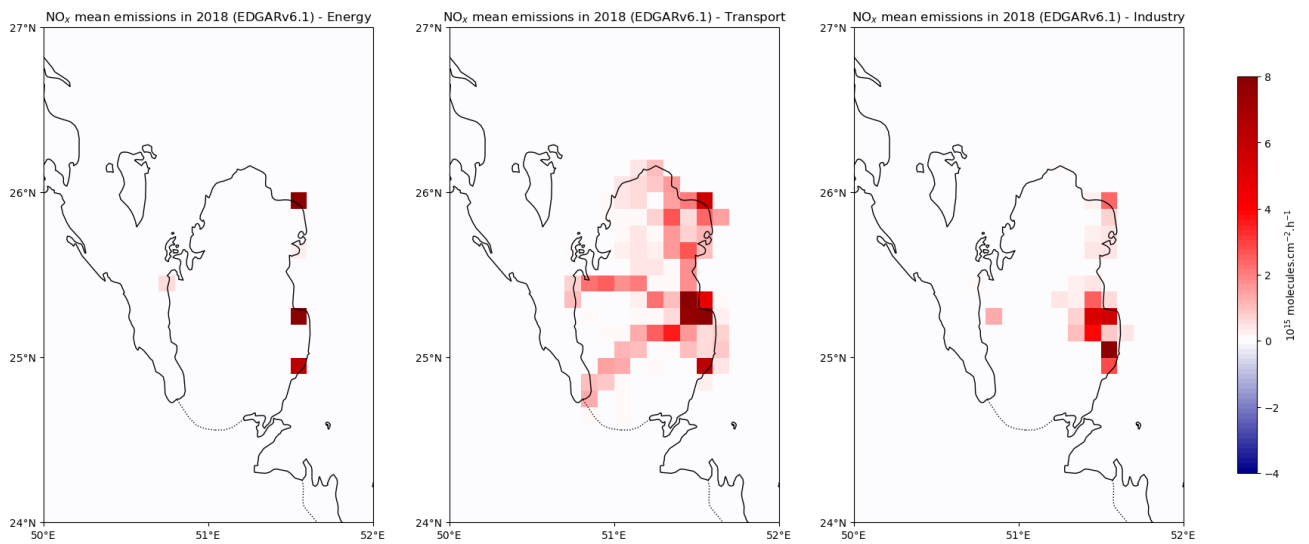 NOₓ mean emissions in 2018 (EDGARv6.1) - Energy
27°N
26°N
25°N
24°N
50°E
51°E
52°E
NOₓ mean emissions in 2018 (EDGARv6.1) - Transport
27°N
26°N
25°N
24°N
50°E
51°E
52°E
NOₓ mean emissions in 2018 (EDGARv6.1) - Industry
27°N
26°N
25°N
24°N
50°E
51°E
52°E
8
6
4
2
0
−2
−4
10¹⁵ molecules.cm⁻².h⁻¹